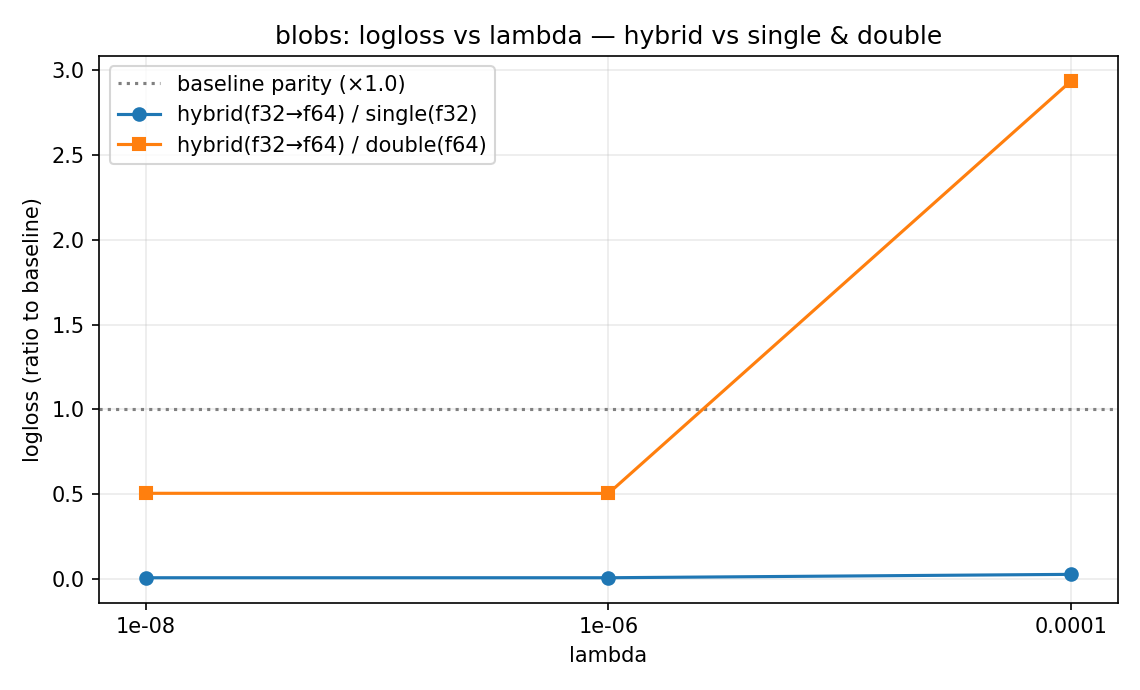 blobs: logloss vs lambda — hybrid vs single & double
baseline parity (×1.0)
hybrid(f32→f64) / single(f32)
hybrid(f32→f64) / double(f64)
logloss (ratio to baseline)
3.0
2.5
2.0
1.5
1.0
0.5
0.0
1e-08
1e-06
0.0001
lambda